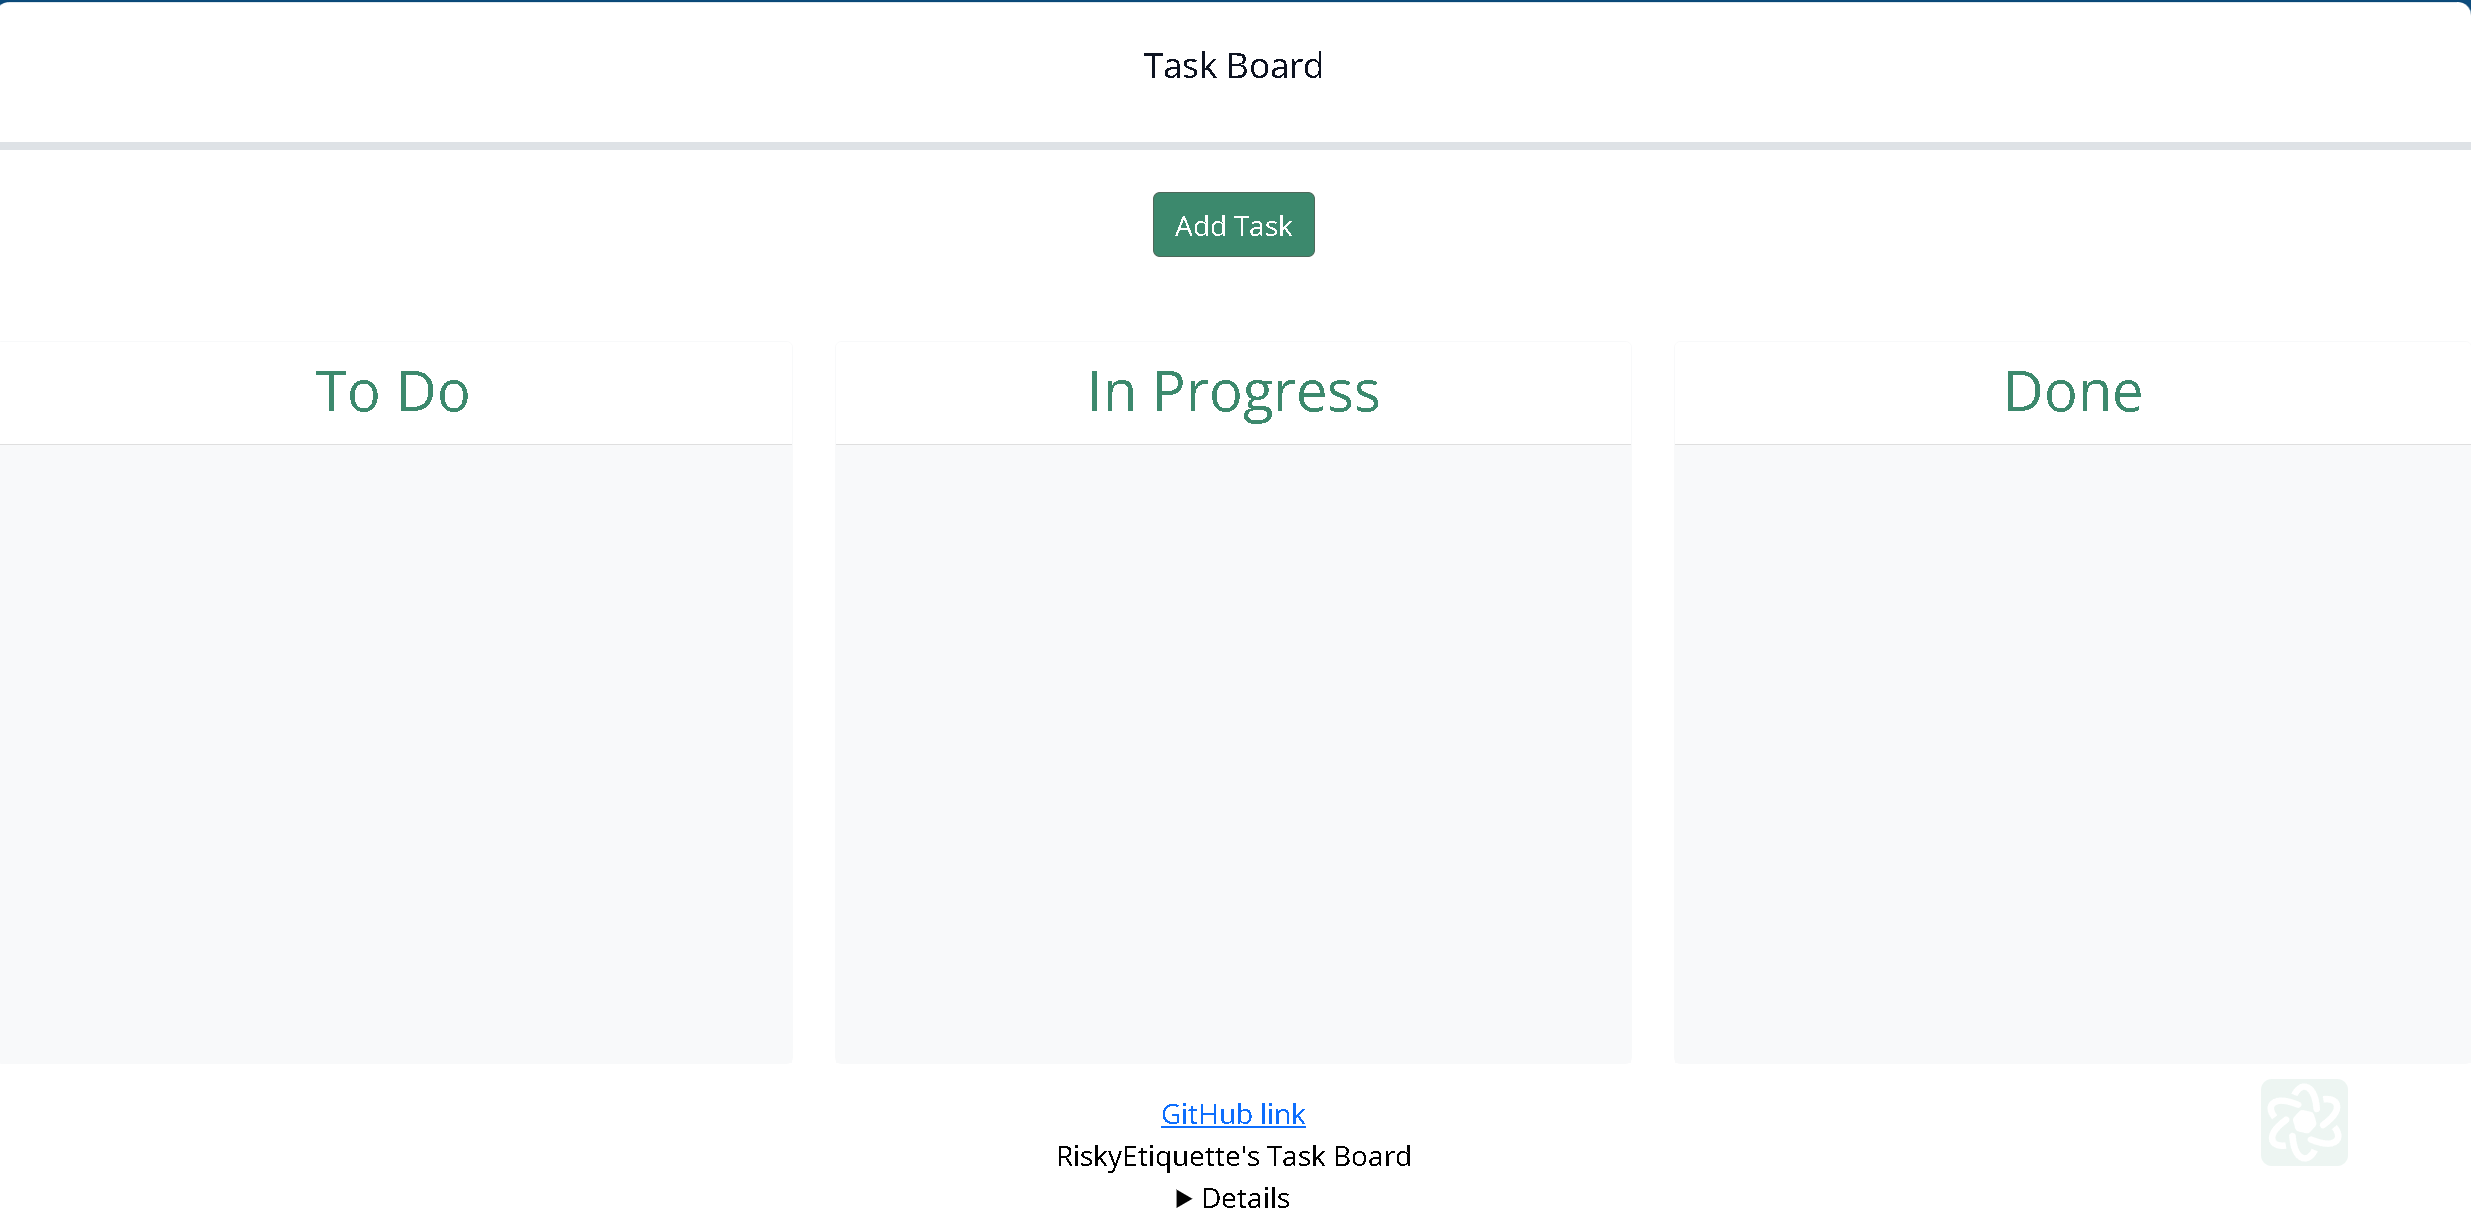 Task Board
Add Task
To Do
In Progress
Done
GitHub link
RiskyEtiquette's Task Board
▶ Details